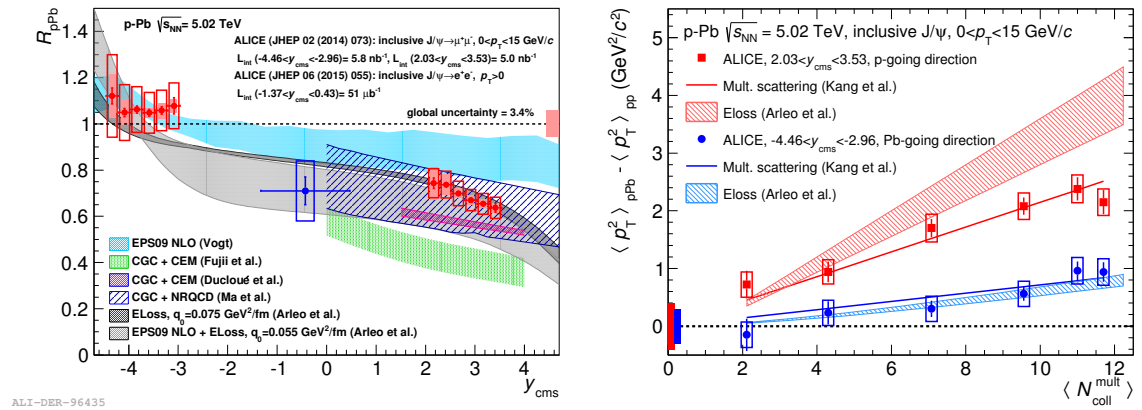 p-Pb √sNN = 5.02 TeV
ALICE (JHEP 02 (2014) 073): inclusive J/ψ→μ⁺μ⁻, 0<pT<15 GeV/c
Lint (-4.46<ycms<-2.96)= 5.8 nb⁻¹, Lint (2.03<ycms<3.53)= 5.0 nb⁻¹
ALICE (JHEP 06 (2015) 055): inclusive J/ψ→e⁺e⁻, pT>0
Lint (-1.37<ycms<0.43)= 51 μb⁻¹
global uncertainty = 3.4%
RpPb
1.4
1.2
1
0.8
0.6
0.4
0.2
0
EPS09 NLO (Vogt)
CGC + CEM (Fujii et al.)
CGC + CEM (Ducloué et al.)
CGC + NRQCD (Ma et al.)
ELoss, q₀=0.075 GeV²/fm (Arleo et al.)
EPS09 NLO + ELoss, q₀=0.055 GeV²/fm (Arleo et al.)
-4 -3 -2 -1 0 1 2 3 4
ycms
ALI-DER-96435
p-Pb √sNN = 5.02 TeV, inclusive J/ψ, 0<pT<15 GeV/c
ALICE, 2.03<ycms<3.53, p-going direction
Mult. scattering (Kang et al.)
Eloss (Arleo et al.)
ALICE, -4.46<ycms<-2.96, Pb-going direction
Mult. scattering (Kang et al.)
Eloss (Arleo et al.)
⟨pT²⟩pPb - ⟨pT²⟩pp (GeV²/c²)
5
4
3
2
1
0
0 2 4 6 8 10 12
⟨Ncoll mult⟩